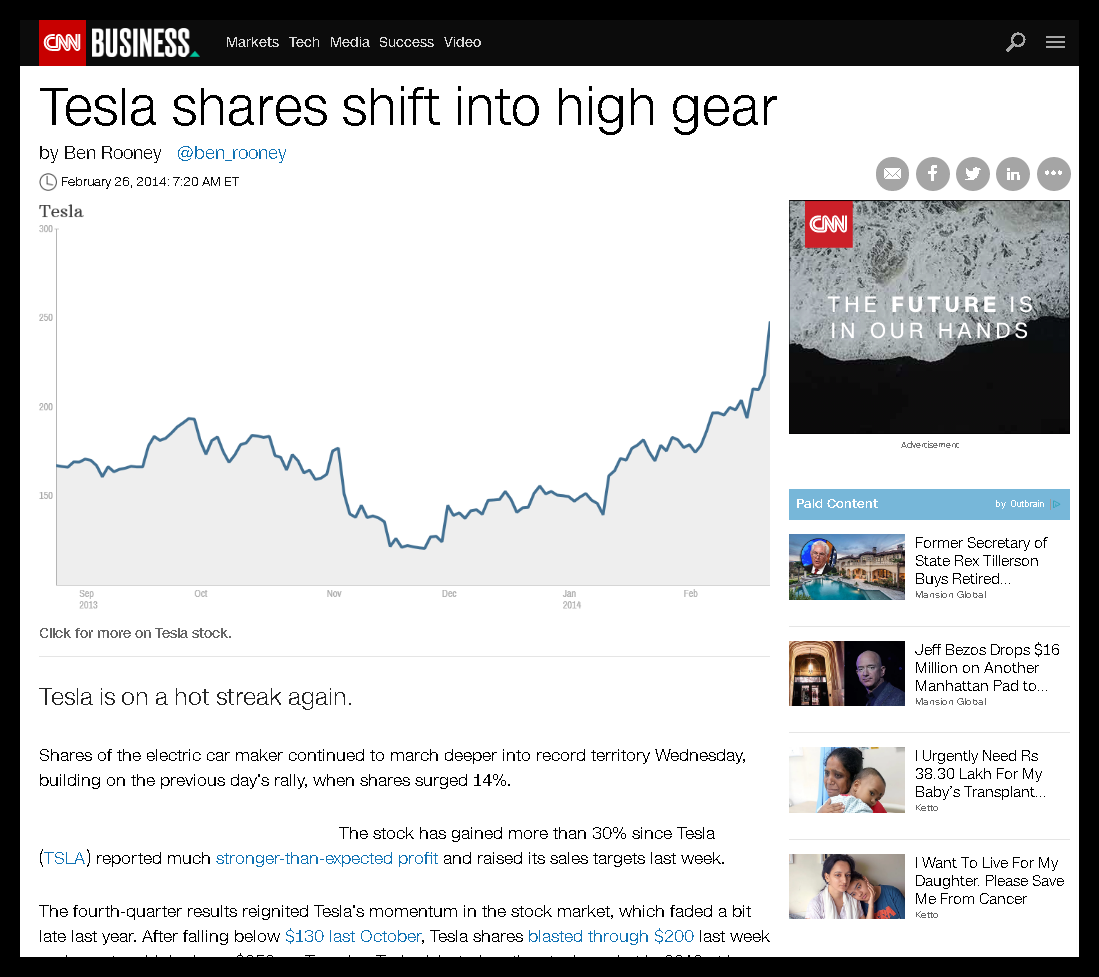 CNN BUSINESS Markets Tech Media Success Video
Tesla shares shift into high gear
by Ben Rooney @ben_rooney
February 26, 2014: 7:20 AM ET
Tesla
300
250
200
150
Sep Oct Nov Dec Jan Feb
2013 2014
Click for more on Tesla stock.
Tesla is on a hot streak again.
Shares of the electric car maker continued to march deeper into record territory Wednesday,
building on the previous day's rally, when shares surged 14%.
The stock has gained more than 30% since Tesla
(TSLA) reported much stronger-than-expected profit and raised its sales targets last week.
The fourth-quarter results reignited Tesla's momentum in the stock market, which faded a bit
late last year. After falling below $130 last October, Tesla shares blasted through $200 last week
CNN
THE FUTURE IS
IN OUR HANDS
Advertisement
Paid Content by Outbrain
Former Secretary of
State Rex Tillerson
Buys Retired...
Mansion Global
Jeff Bezos Drops $16
Million on Another
Manhattan Pad to...
Mansion Global
I Urgently Need Rs
38.30 Lakh For My
Baby's Transplant...
Ketto
I Want To Live For My
Daughter. Please Save
Me From Cancer
Ketto